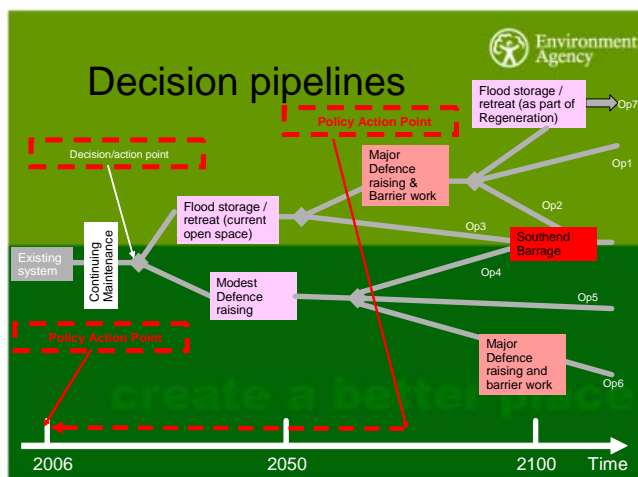 Environment
Agency
Decision pipelines
Flood storage /
retreat (as part of
Regeneration)
Op7
Policy Action Point
Decision/action point
Major
Defence
raising &
Barrier work
Op1
Flood storage /
retreat (current
open space)
Op3
Op2
Southend
Barrage
Existing
system
Continuing
Maintenance
Op4
Modest
Defence
raising
Op5
Policy Action Point
Major
Defence
raising and
barrier work
Op6
create a better place
2006
2050
2100
Time